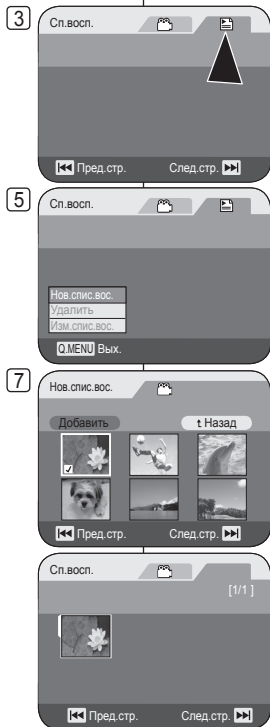 3
Сп.восп.
Пред.стр. След.стр.
5
Сп.восп.
Нов.спис.вос.
Удалить
Изм.спис.вос.
Q.MENU Вых.
7
Нов.спис.вос.
Добавить t Назад
Пред.стр. След.стр.
Сп.восп.
[1/1 ]
Пред.стр. След.стр.